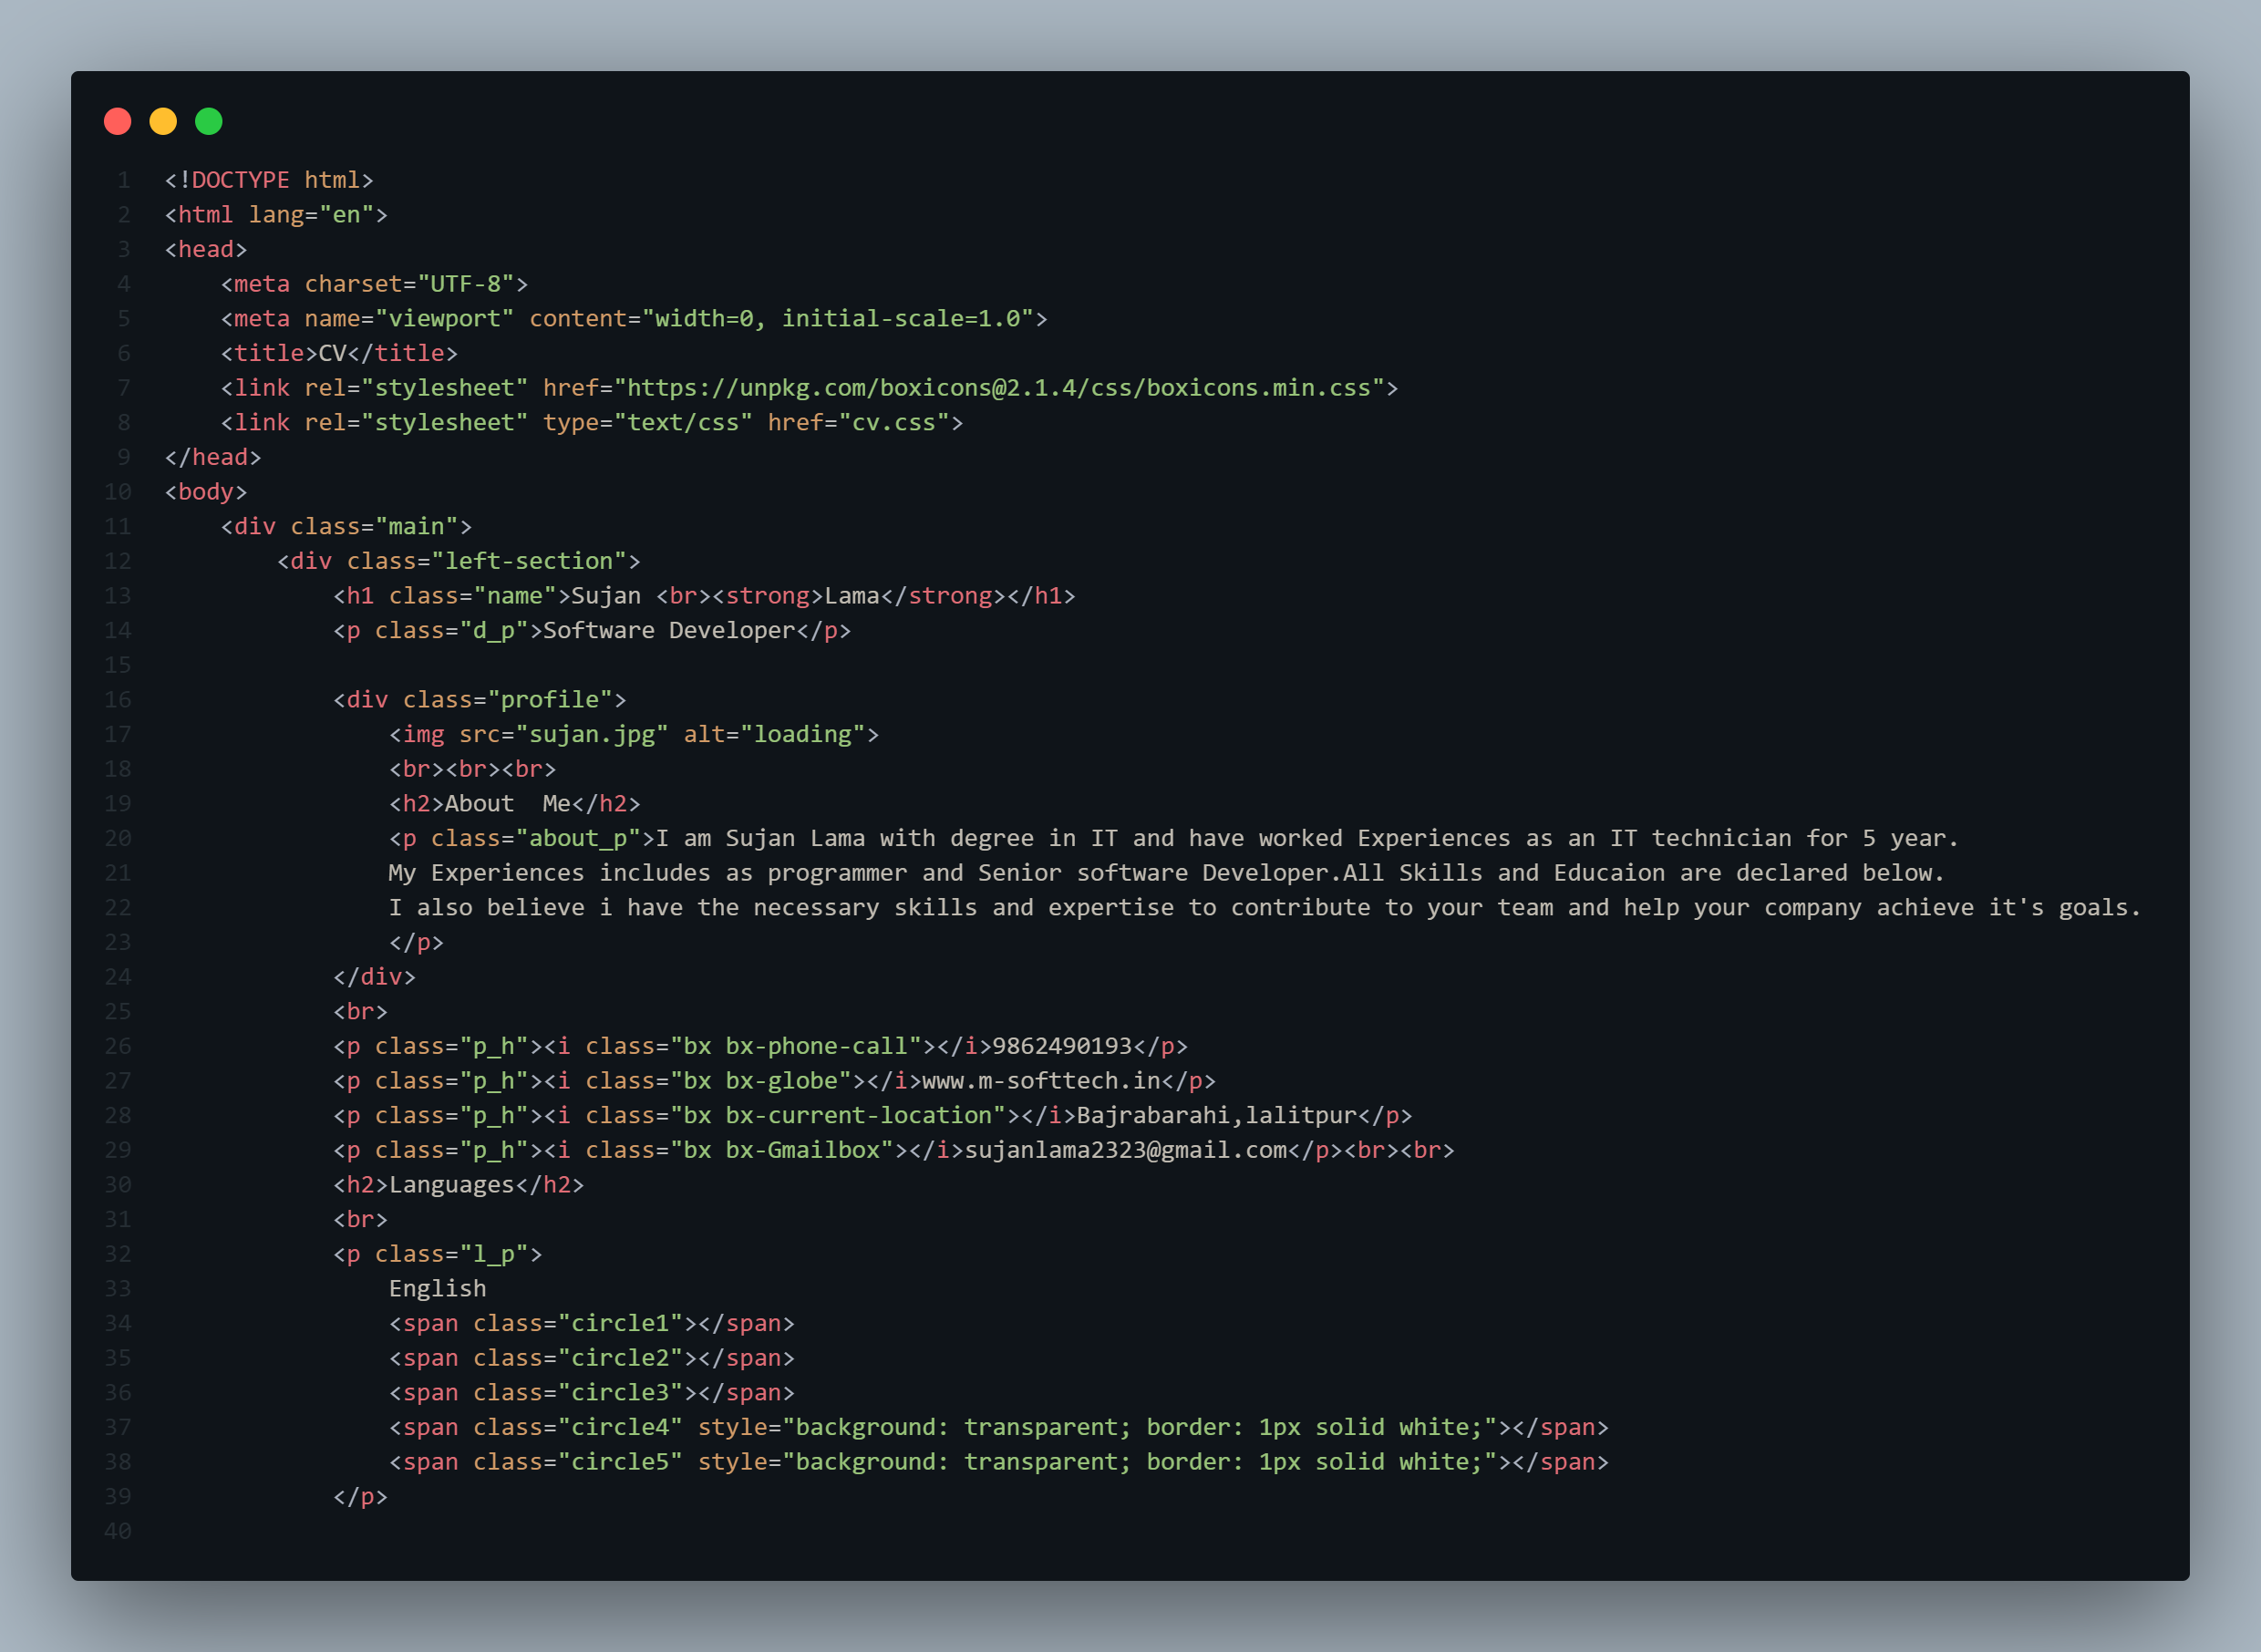 1 <!DOCTYPE html>
2 <html lang="en">
3 <head>
4     <meta charset="UTF-8">
5     <meta name="viewport" content="width=0, initial-scale=1.0">
6     <title>CV</title>
7     <link rel="stylesheet" href="https://unpkg.com/boxicons@2.1.4/css/boxicons.min.css">
8     <link rel="stylesheet" type="text/css" href="cv.css">
9 </head>
10 <body>
11     <div class="main">
12         <div class="left-section">
13             <h1 class="name">Sujan <br><strong>Lama</strong></h1>
14             <p class="d_p">Software Developer</p>
15
16             <div class="profile">
17                 <img src="sujan.jpg" alt="loading">
18                 <br><br><br>
19                 <h2>About  Me</h2>
20                 <p class="about_p">I am Sujan Lama with degree in IT and have worked Experiences as an IT technician for 5 year.
21                 My Experiences includes as programmer and Senior software Developer.All Skills and Educaion are declared below.
22                 I also believe i have the necessary skills and expertise to contribute to your team and help your company achieve it's goals.
23                 </p>
24             </div>
25             <br>
26             <p class="p_h"><i class="bx bx-phone-call"></i>9862490193</p>
27             <p class="p_h"><i class="bx bx-globe"></i>www.m-softtech.in</p>
28             <p class="p_h"><i class="bx bx-current-location"></i>Bajrabarahi,lalitpur</p>
29             <p class="p_h"><i class="bx bx-Gmailbox"></i>sujanlama2323@gmail.com</p><br><br>
30             <h2>Languages</h2>
31             <br>
32             <p class="l_p">
33                 English
34                 <span class="circle1"></span>
35                 <span class="circle2"></span>
36                 <span class="circle3"></span>
37                 <span class="circle4" style="background: transparent; border: 1px solid white;"></span>
38                 <span class="circle5" style="background: transparent; border: 1px solid white;"></span>
39             </p>
40